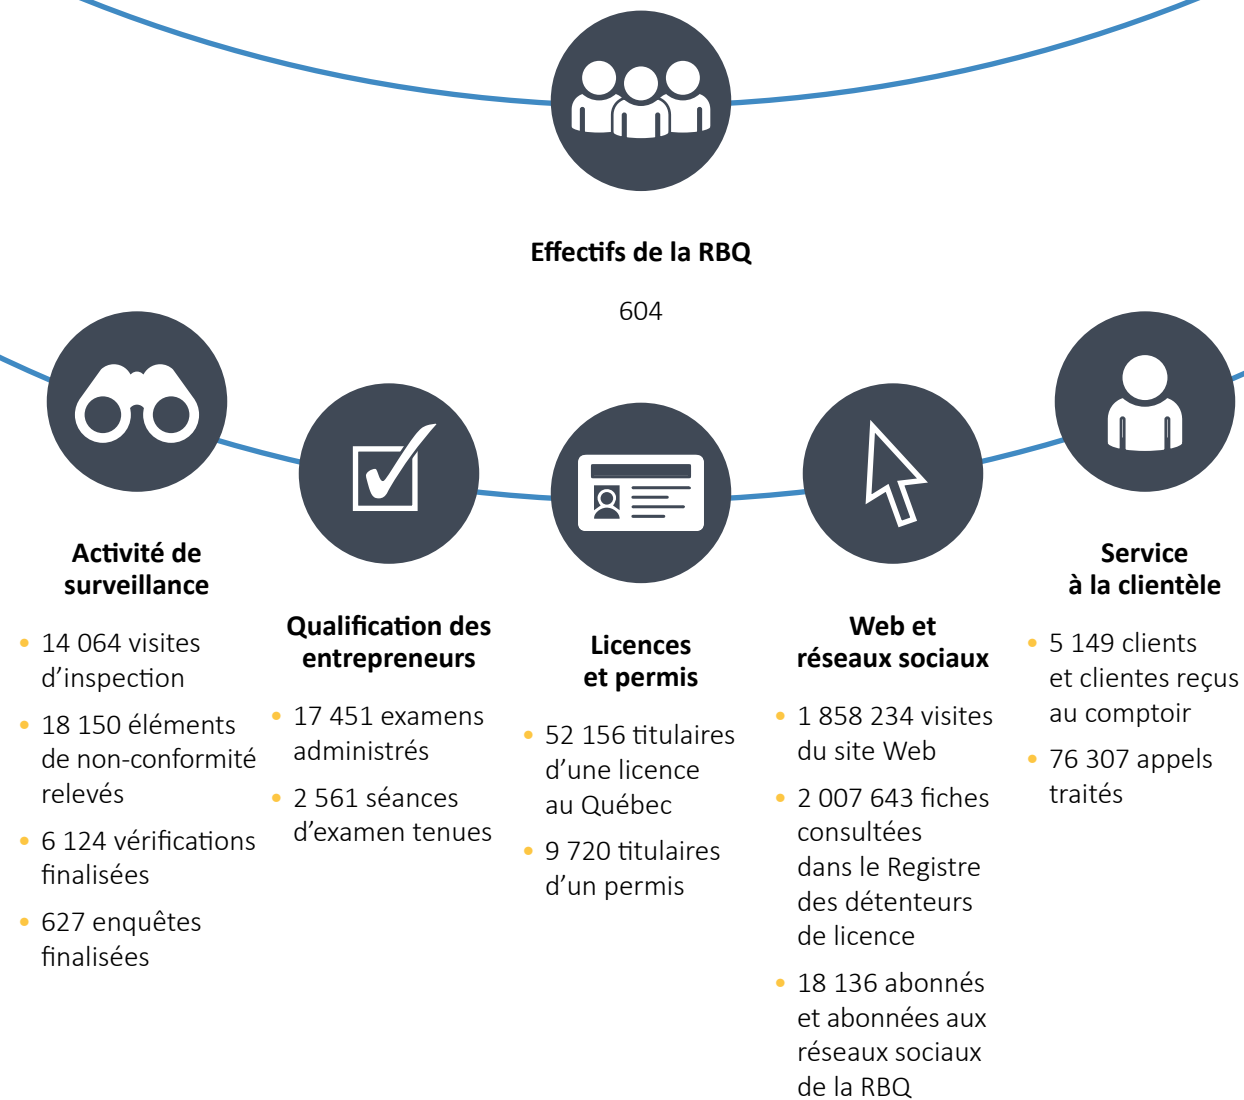 Effectifs de la RBQ
604
Activité de
surveillance
• 14 064 visites
d’inspection
• 18 150 éléments
de non-conformité
relevés
• 6 124 vérifications
finalisées
• 627 enquêtes
finalisées
Qualification des
entrepreneurs
• 17 451 examens
administrés
• 2 561 séances
d’examen tenues
Licences
et permis
• 52 156 titulaires
d’une licence
au Québec
• 9 720 titulaires
d’un permis
Web et
réseaux sociaux
• 1 858 234 visites
du site Web
• 2 007 643 fiches
consultées
dans le Registre
des détenteurs
de licence
• 18 136 abonnés
et abonnées aux
réseaux sociaux
de la RBQ
Service
à la clientèle
• 5 149 clients
et clientes reçus
au comptoir
• 76 307 appels
traités